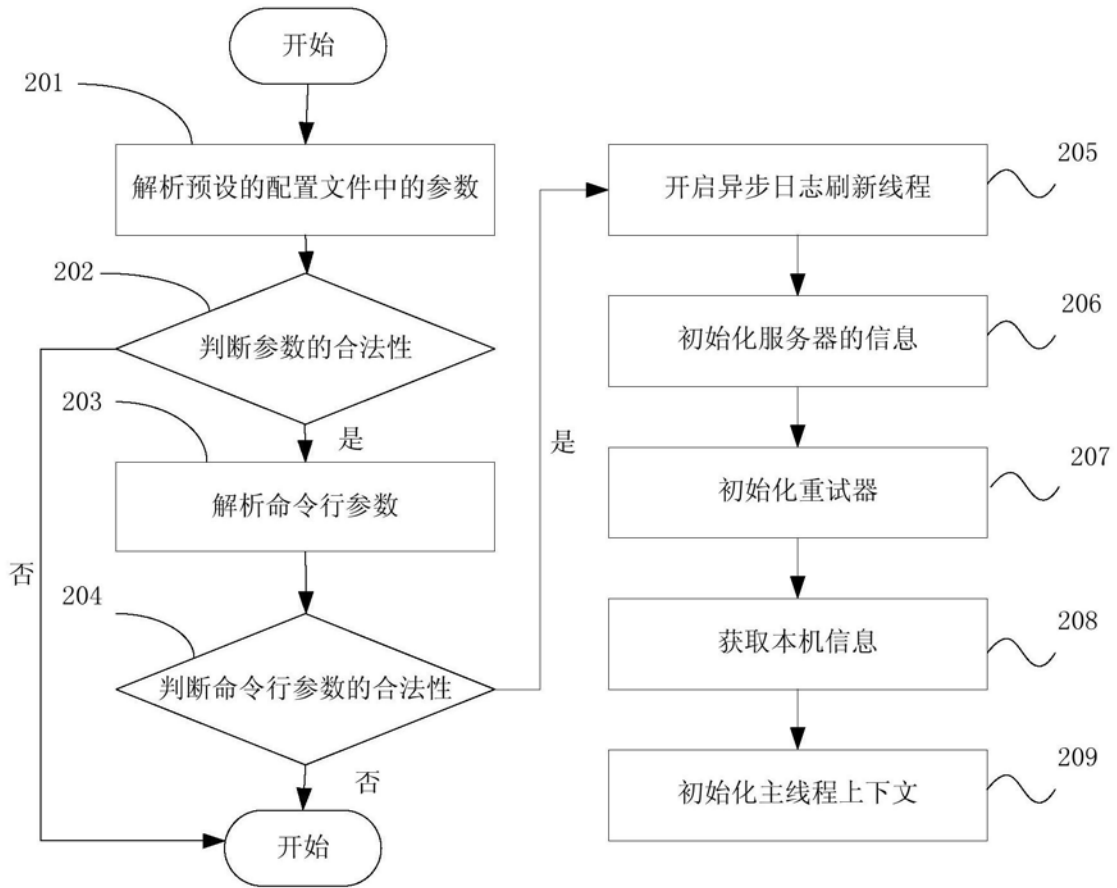 开始
201
解析预设的配置文件中的参数
202
判断参数的合法性
203
是
解析命令行参数
否
204
判断命令行参数的合法性
否
开始
是
205
开启异步日志刷新线程
206
初始化服务器的信息
207
初始化重试器
208
获取本机信息
209
初始化主线程上下文